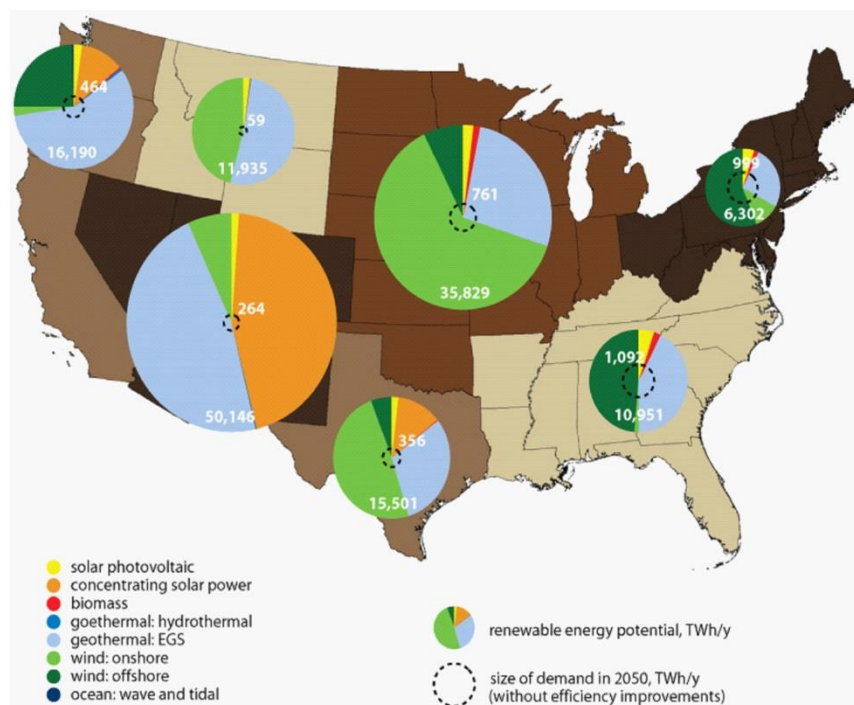 464
16,190
59
11,935
761
35,829
999
6,302
264
50,146
1,092
10,951
356
15,501
solar photovoltaic
concentrating solar power
biomass
goethermal: hydrothermal
geothermal: EGS
wind: onshore
wind: offshore
ocean: wave and tidal
renewable energy potential, TWh/y
size of demand in 2050, TWh/y
(without efficiency improvements)